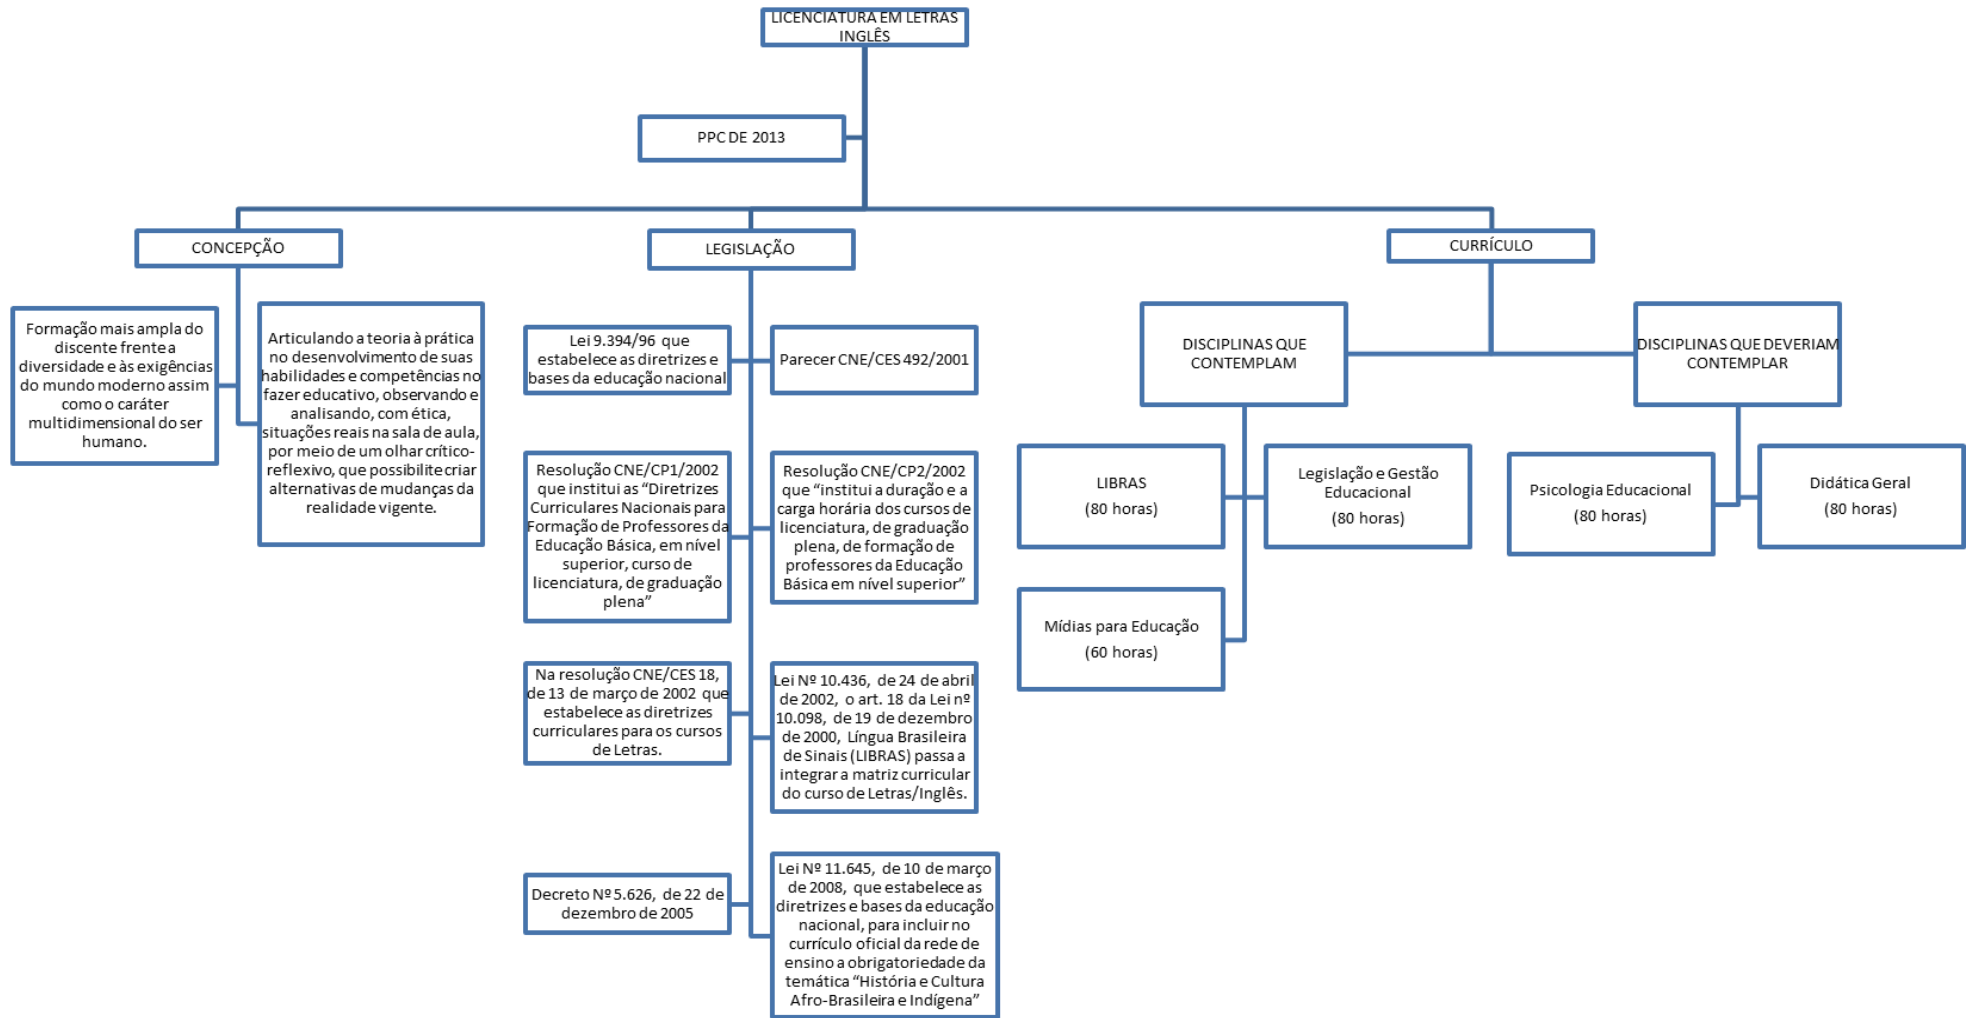 LICENCIATURA EM LETRAS
INGLÊS
PPC DE 2013
CONCEPÇÃO
LEGISLAÇÃO
CURRÍCULO
Formação mais ampla do
discente frente a
diversidade e às exigências
do mundo moderno assim
como o caráter
multidimensional do ser
humano.
Articulando a teoria à prática
no desenvolvimento de suas
habilidades e competências no
fazer educativo, observando e
analisando, com ética,
situações reais na sala de aula,
por meio de um olhar crítico-
reflexivo, que possibilite criar
alternativas de mudanças da
realidade vigente.
Lei 9.394/96 que
estabelece as diretrizes e
bases da educação nacional
Parecer CNE/CES 492/2001
Resolução CNE/CP1/2002
que institui as “Diretrizes
Curriculares Nacionais para
Formação de Professores da
Educação Básica, em nível
superior, curso de
licenciatura, de graduação
plena”
Resolução CNE/CP2/2002
que “institui a duração e a
carga horária dos cursos de
licenciatura, de graduação
plena, de formação de
professores da Educação
Básica em nível superior”
Na resolução CNE/CES 18,
de 13 de março de 2002 que
estabelece as diretrizes
curriculares para os cursos
de Letras.
Lei Nº 10.436, de 24 de abril
de 2002, o art. 18 da Lei nº
10.098, de 19 de dezembro
de 2000, Língua Brasileira
de Sinais (LIBRAS) passa a
integrar a matriz curricular
do curso de Letras/Inglês.
Decreto Nº 5.626, de 22 de
dezembro de 2005
Lei Nº 11.645, de 10 de março
de 2008, que estabelece as
diretrizes e bases da educação
nacional, para incluir no
currículo oficial da rede de
ensino a obrigatoriedade da
temática “História e Cultura
Afro-Brasileira e Indígena”
DISCIPLINAS QUE
CONTEMPLAM
DISCIPLINAS QUE DEVERIAM
CONTEMPLAR
LIBRAS
(80 horas)
Legislação e Gestão
Educacional
(80 horas)
Mídias para Educação
(60 horas)
Psicologia Educacional
(80 horas)
Didática Geral
(80 horas)